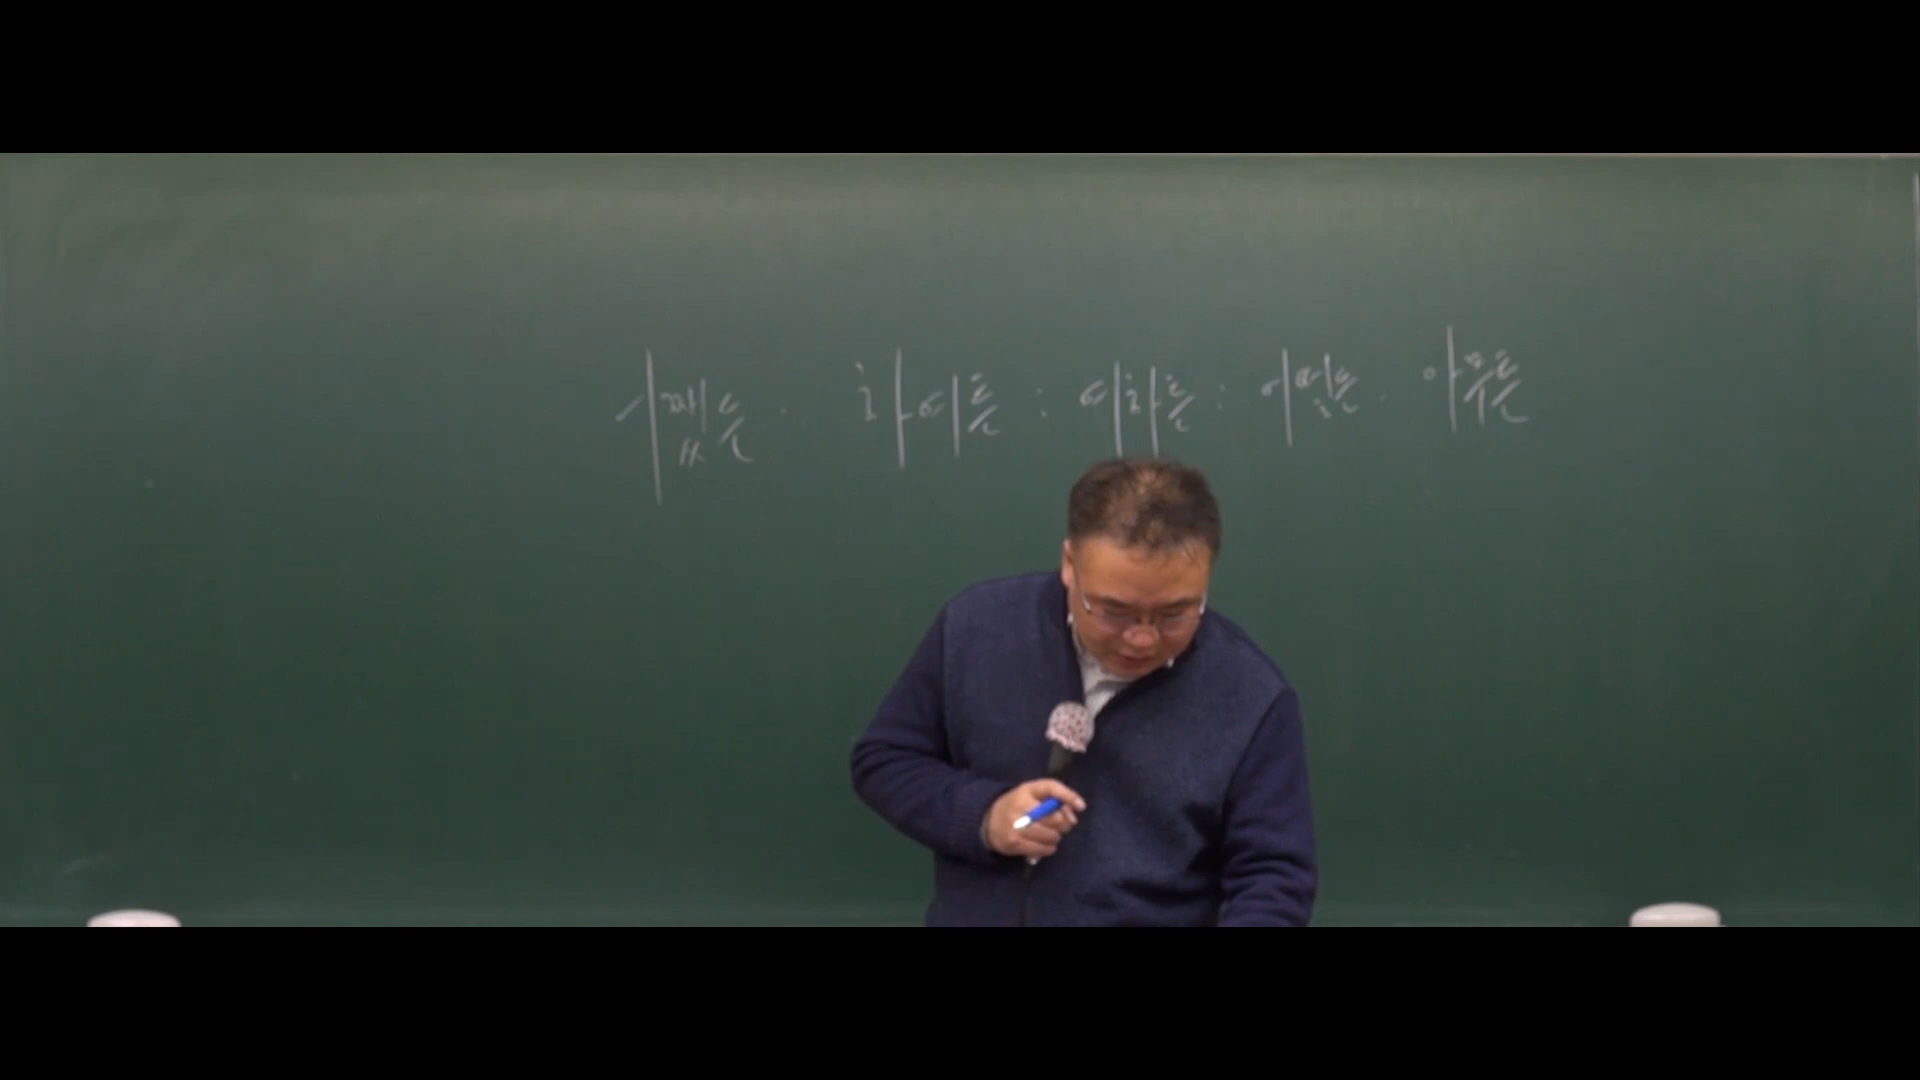 어쨌든 . 하여튼 : 여하튼 : 어떻든 . 아무튼